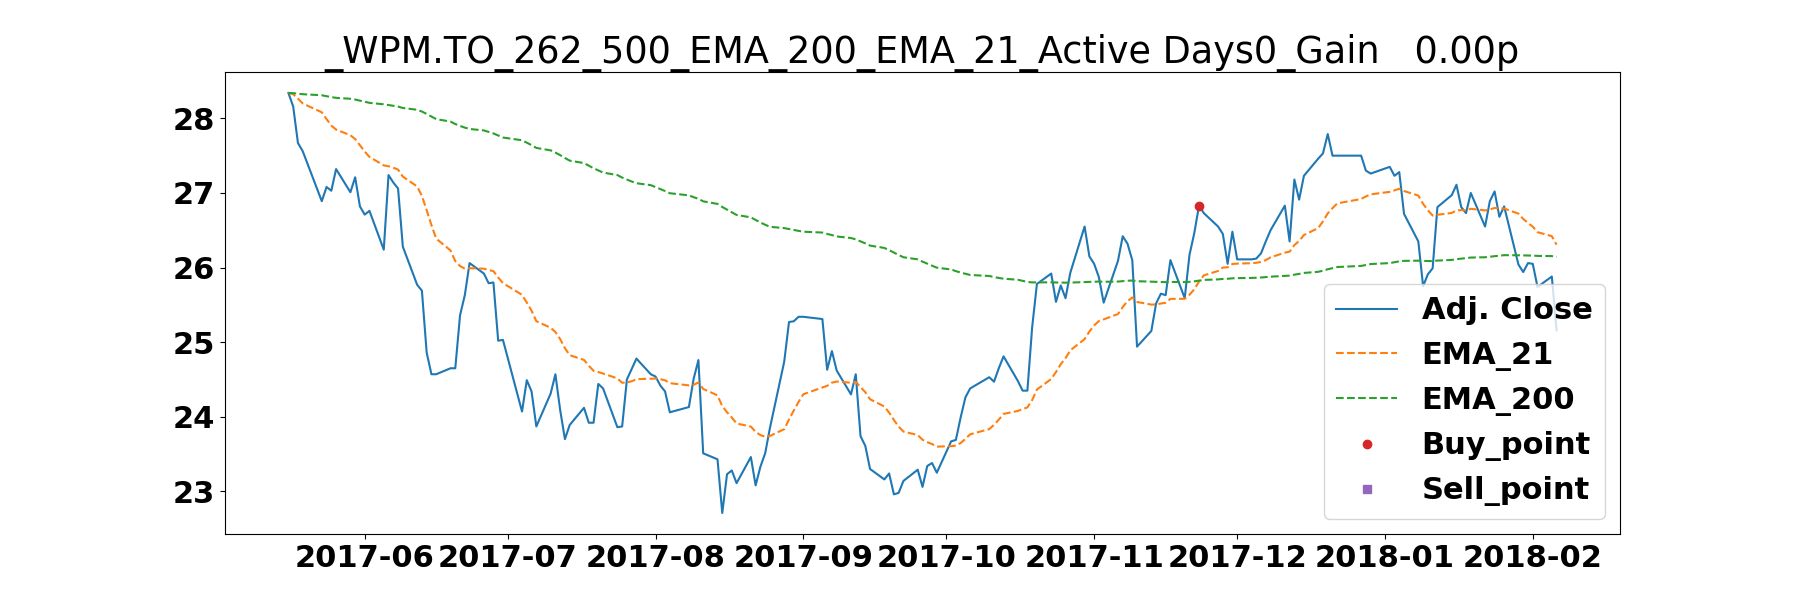 _WPM.TO_262_500_EMA_200_EMA_21_Active Days0_Gain   0.00p
28
27
26
25
24
23
Adj. Close
EMA_21
EMA_200
Buy_point
Sell_point
2017-06 2017-07 2017-08 2017-09 2017-10 2017-11 2017-12 2018-01 2018-02